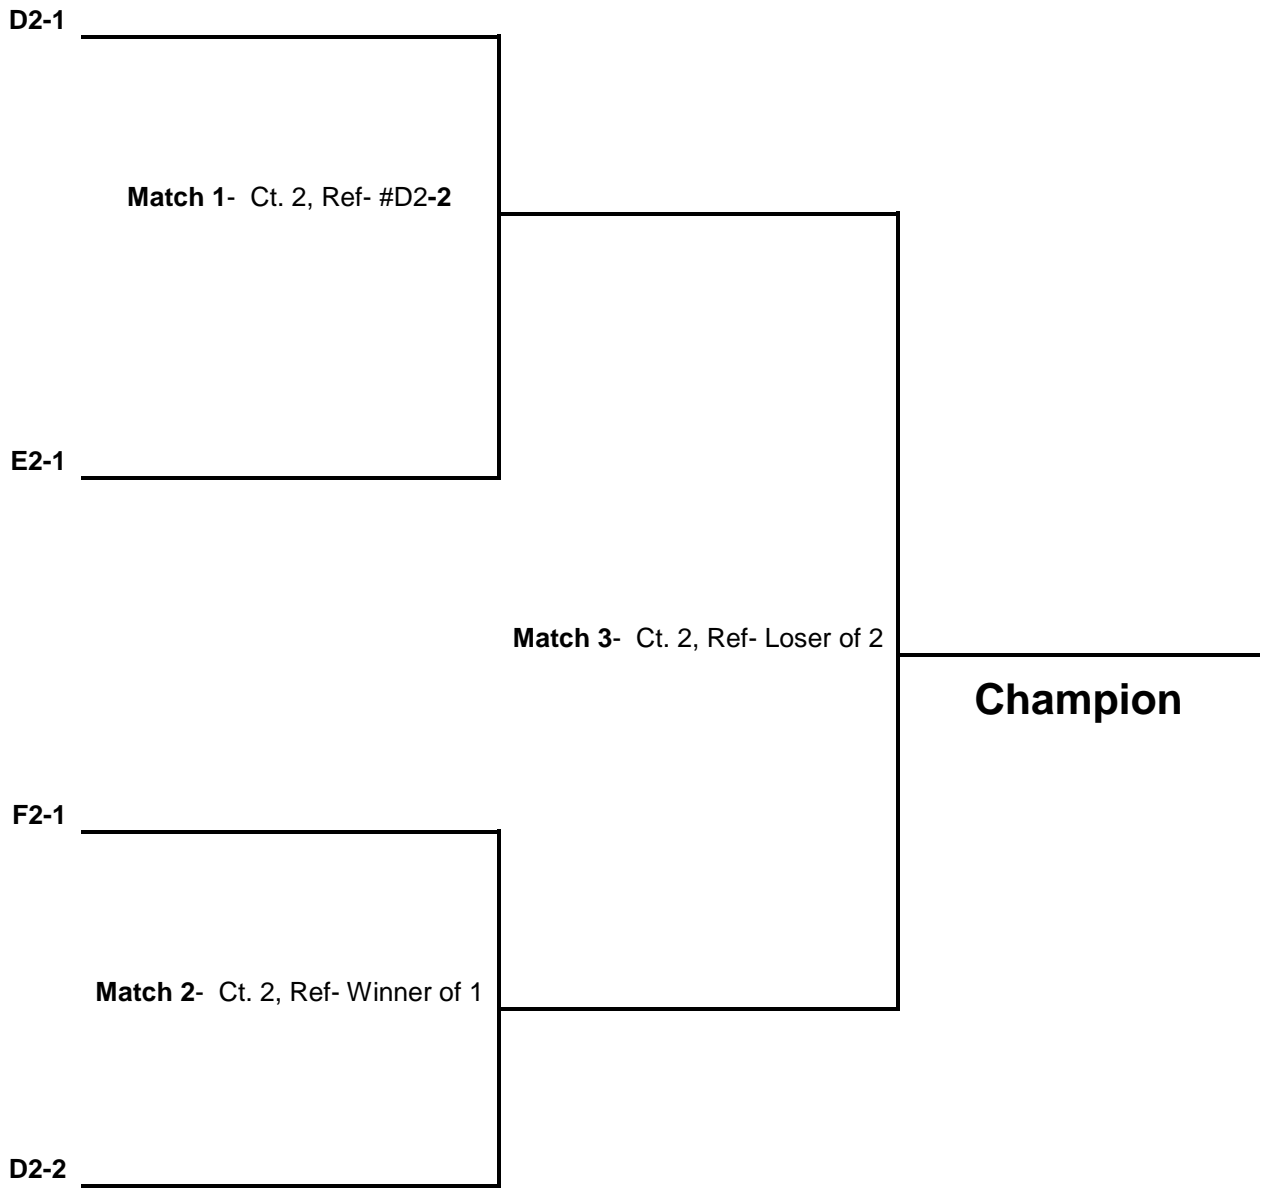 D2-1
Match 1-  Ct. 2, Ref- #D2-2
E2-1
Match 3-  Ct. 2, Ref- Loser of 2
Champion
F2-1
Match 2-  Ct. 2, Ref- Winner of 1
D2-2